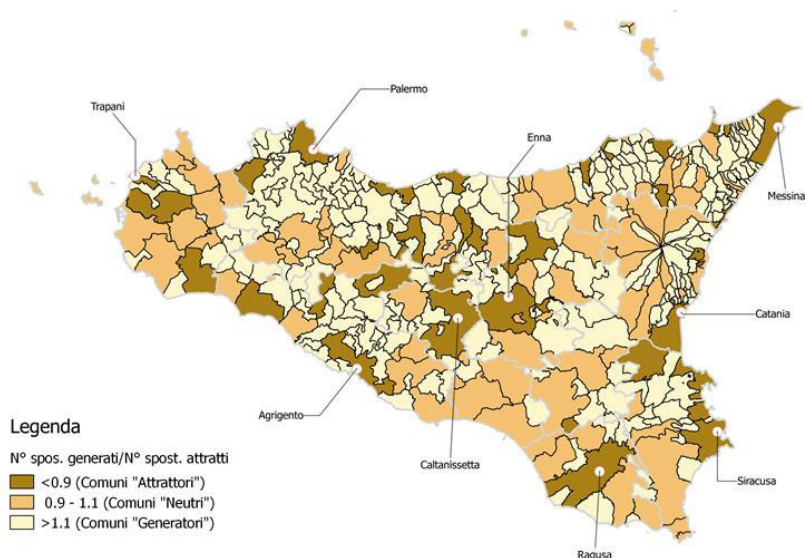 Palermo
Trapani
Enna
Messina
Catania
Agrigento
Caltanissetta
Siracusa
Ragusa
Legenda
N° spos. generati/N° spost. attratti
<0.9 (Comuni "Attrattori")
0.9 - 1.1 (Comuni "Neutri")
>1.1 (Comuni "Generatori")